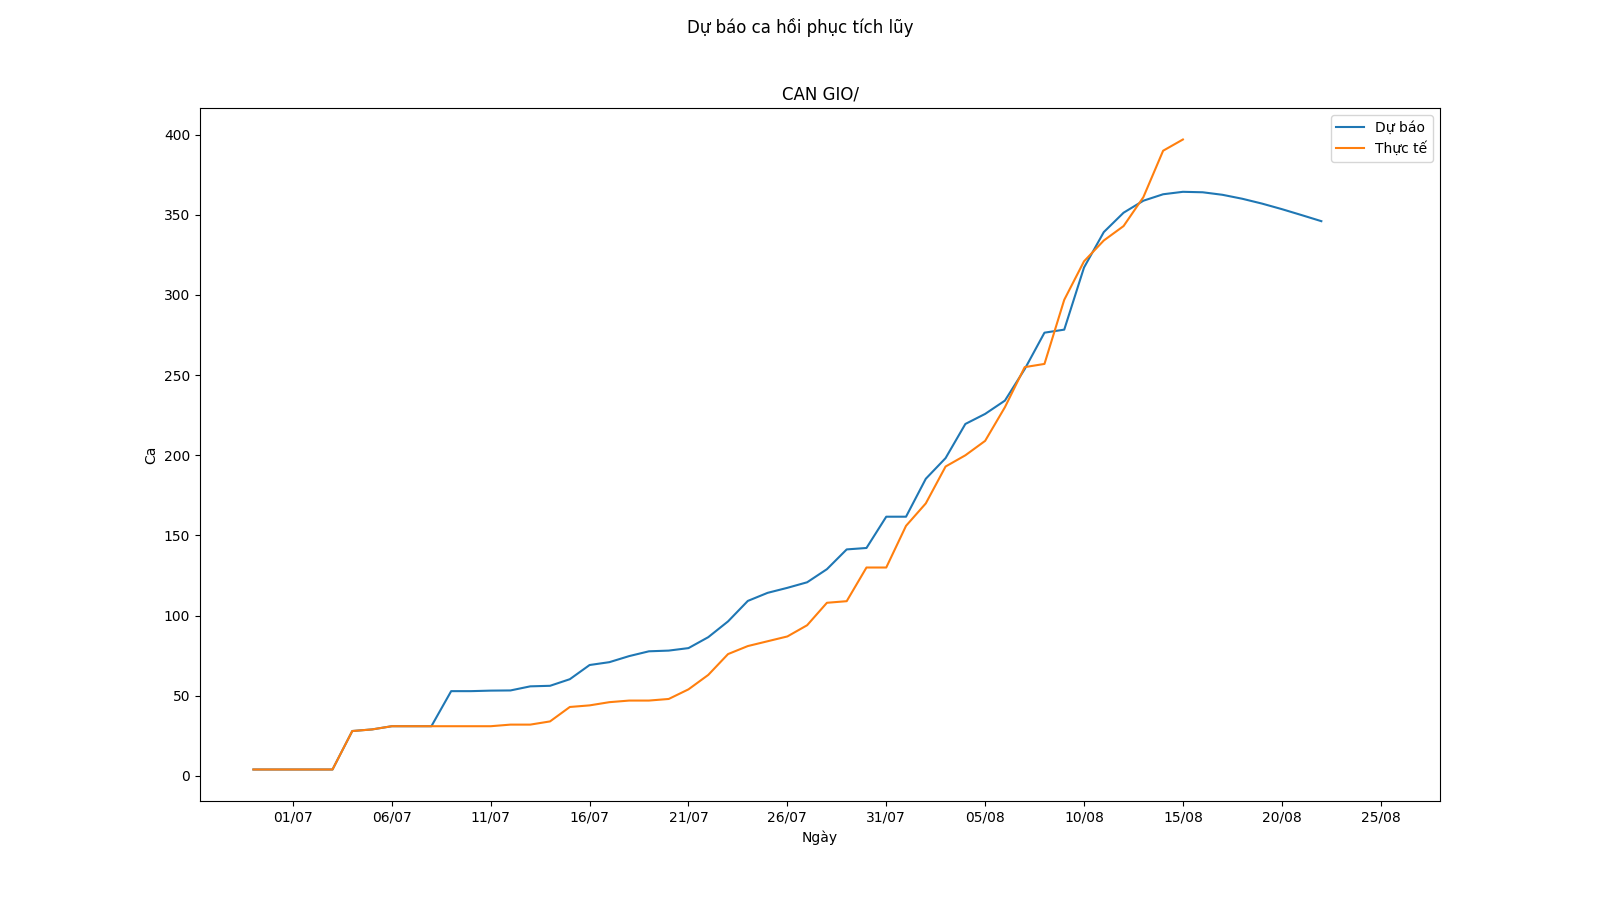 Dự báo ca hồi phục tích lũy
CAN GIO/
Dự báo
Thực tế
400
350
300
250
200
150
100
50
0
Ca
01/07 06/07 11/07 16/07 21/07 26/07 31/07 05/08 10/08 15/08 20/08 25/08
Ngày